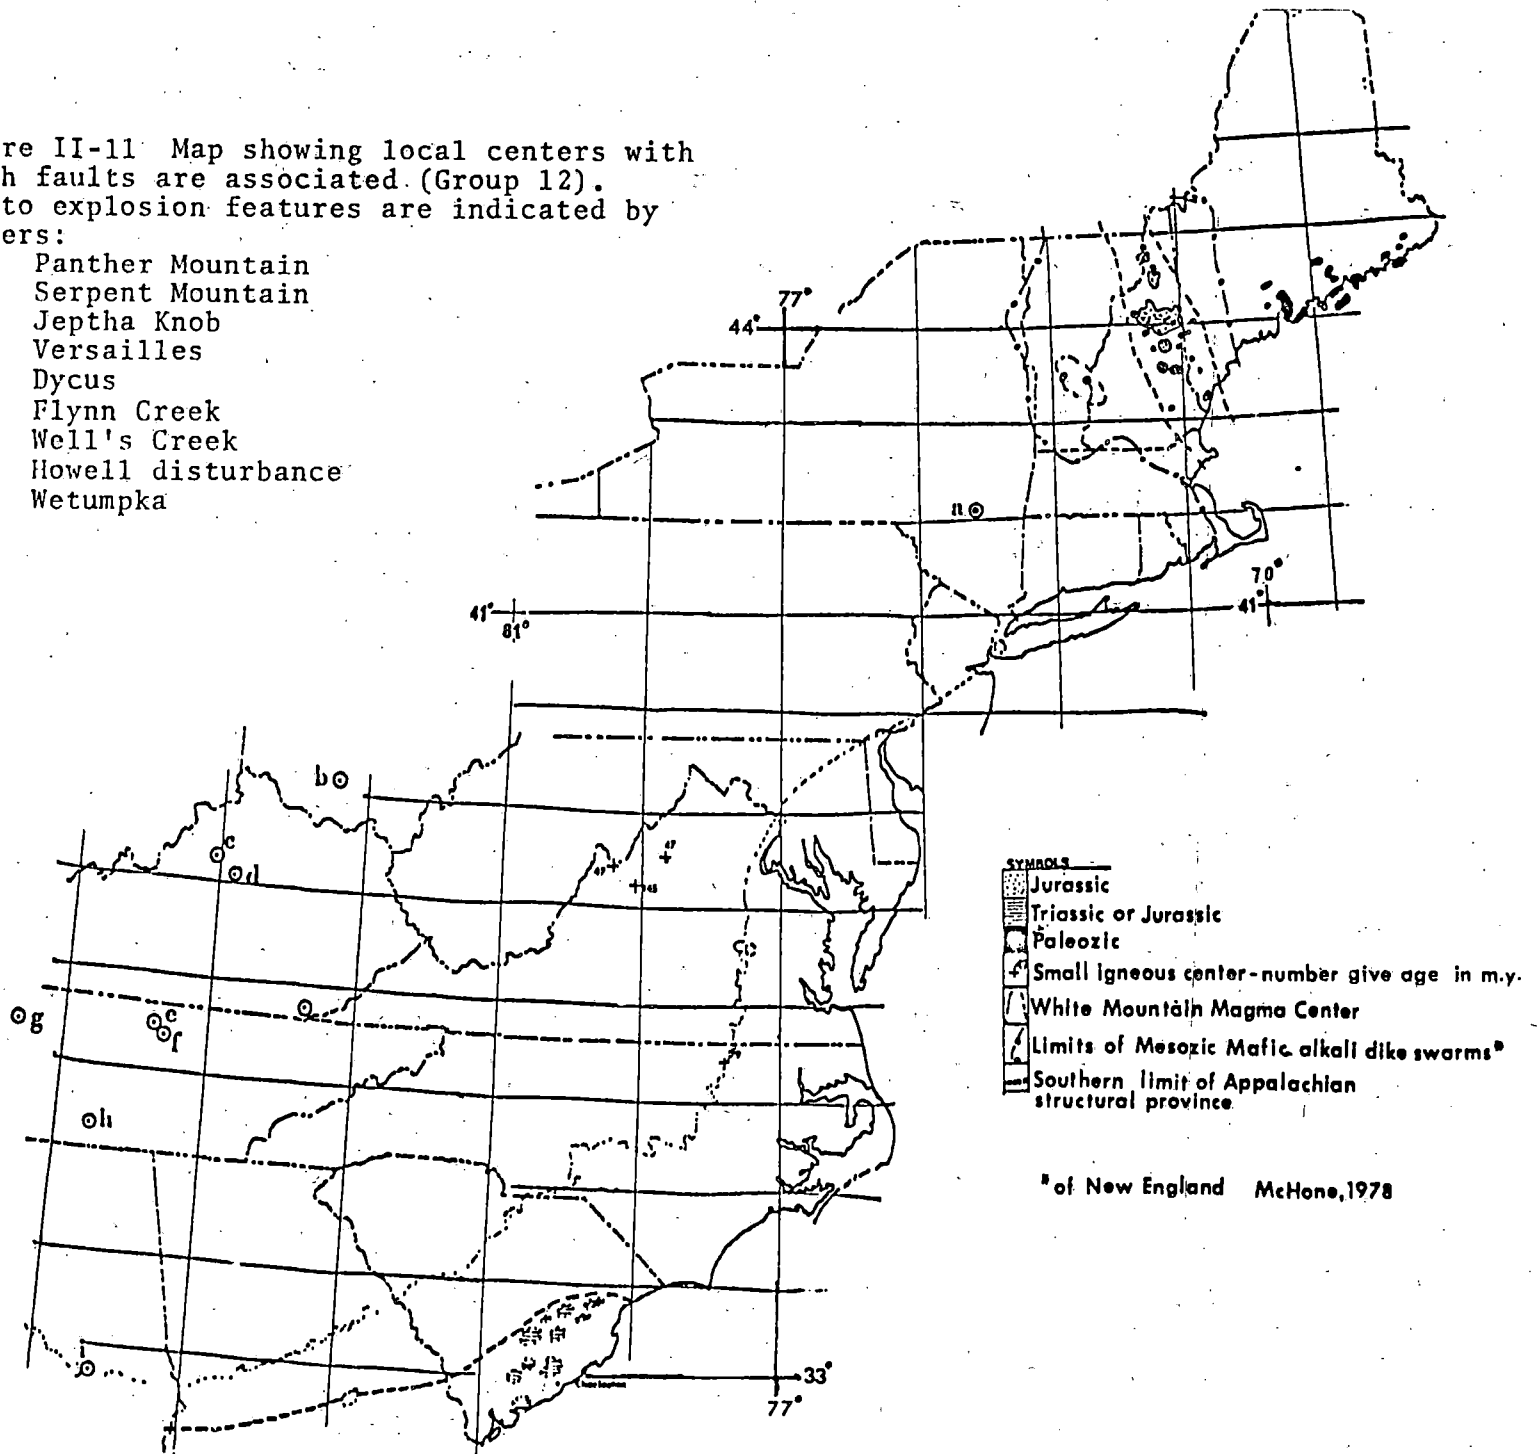 re II-11 Map showing local centers with
h faults are associated (Group 12).
to explosion features are indicated by
ers:
Panther Mountain
Serpent Mountain
Jeptha Knob
Versailles
Dycus
Flynn Creek
Well's Creek
Howell disturbance
Wetumpka
77°
44°
41°
81°
70°
41°
b
c
d
47
47
45
g
e
f
h
i
33°
77°
Charleston
SYMBOLS
Jurassic
Triassic or Jurassic
Paleozic
Small igneous center-number give age in m.y.
White Mountain Magma Center
Limits of Mesozic Mafic alkali dike swarms*
Southern limit of Appalachian
structural province
*of New England McHone, 1978